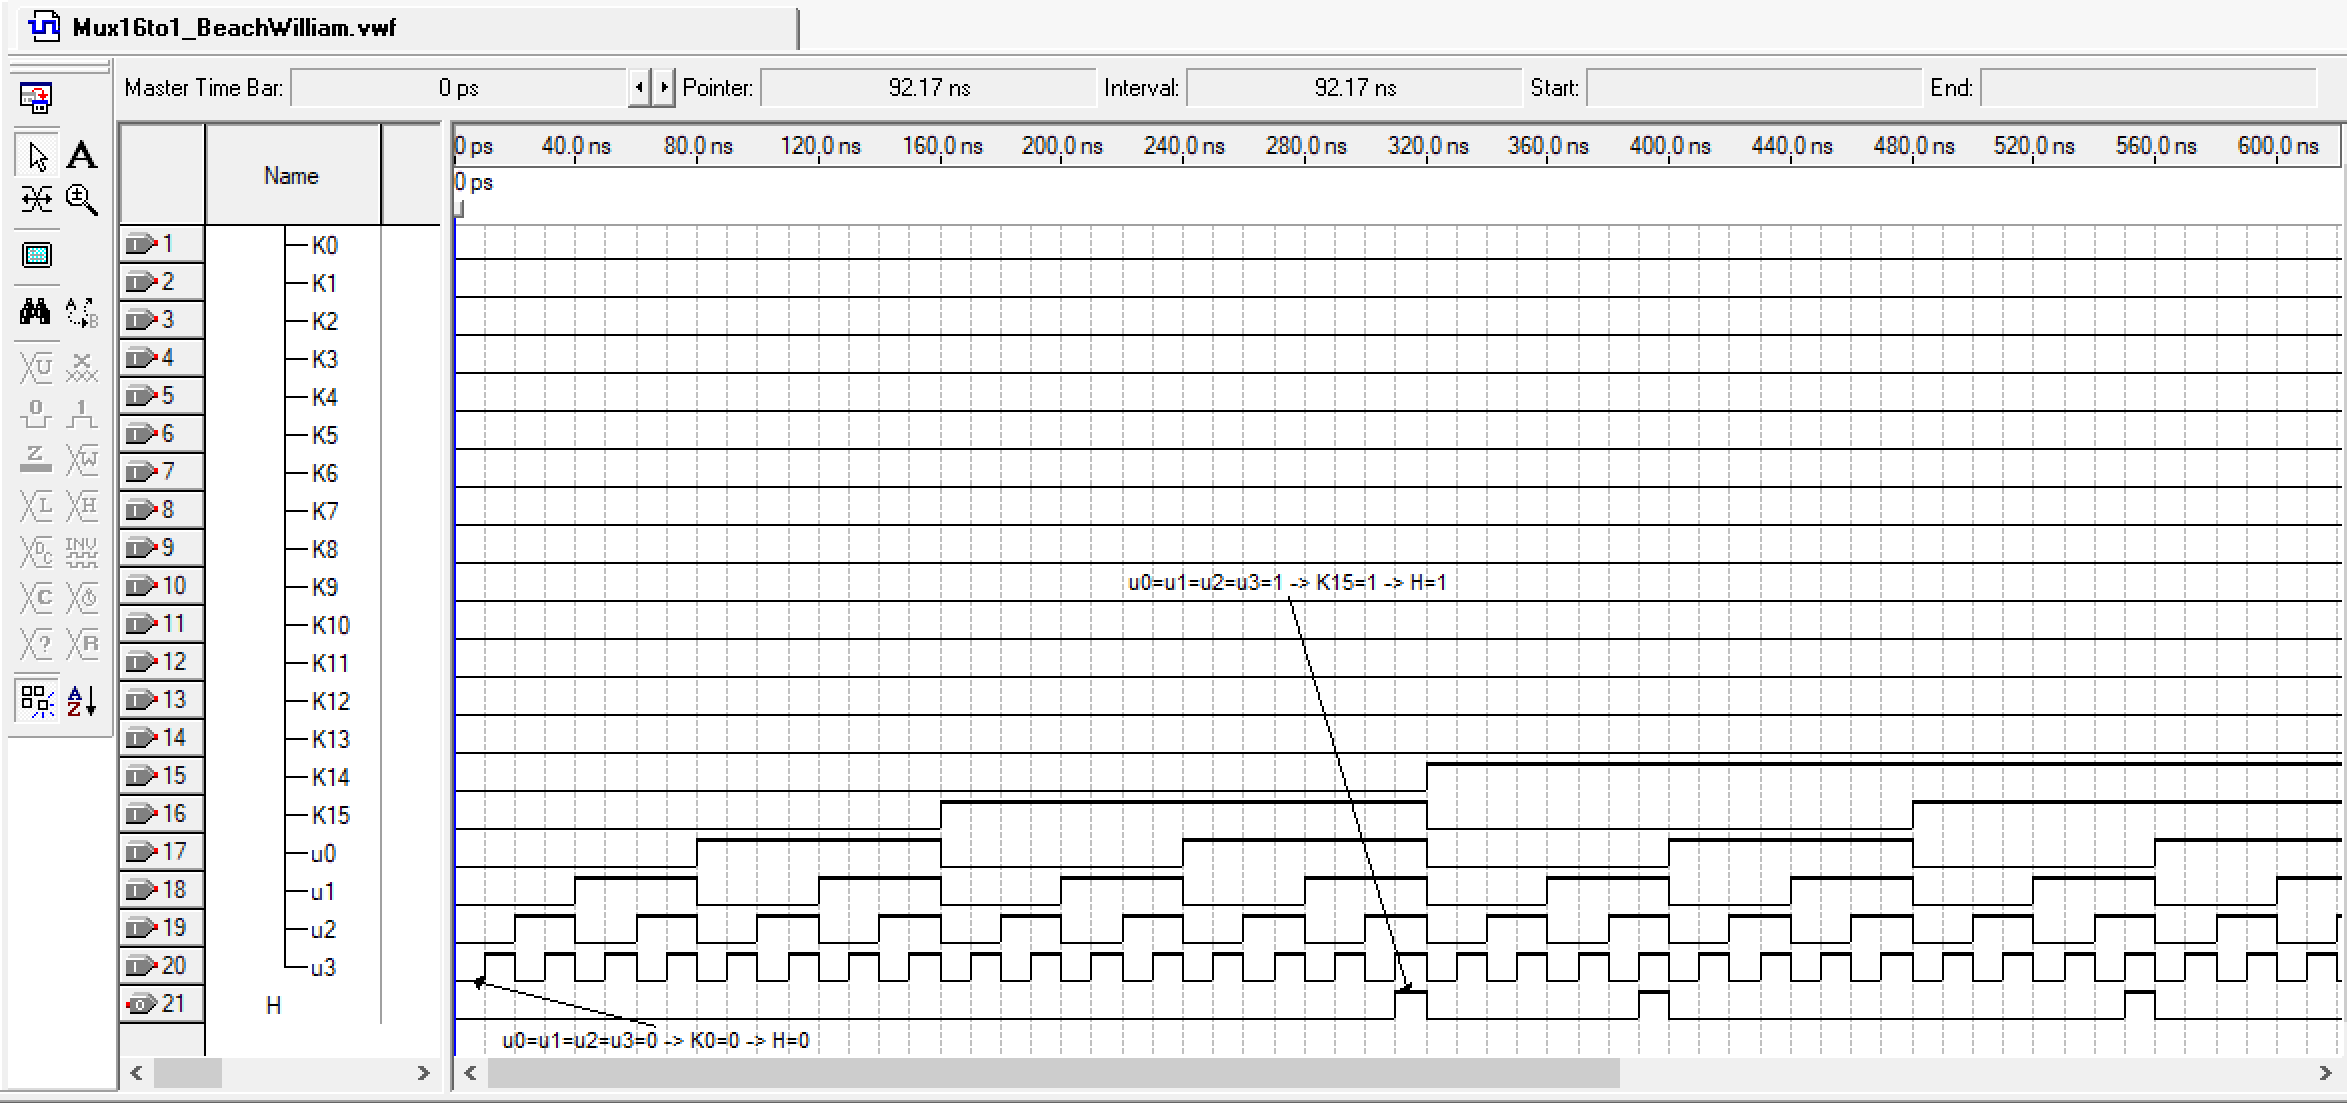 Mux16to1_BeachWilliam.vwf
Master Time Bar: 0 ps Pointer: 92.17 ns Interval: 92.17 ns Start: End:
A
Name
0 ps 40.0 ns 80.0 ns 120.0 ns 160.0 ns 200.0 ns 240.0 ns 280.0 ns 320.0 ns 360.0 ns 400.0 ns 440.0 ns 480.0 ns 520.0 ns 560.0 ns 600.0 ns
0 ps
1 K0
2 K1
3 K2
4 K3
5 K4
6 K5
7 K6
8 K7
9 K8
10 K9
u0=u1=u2=u3=1 -> K15=1 -> H=1
11 K10
12 K11
13 K12
14 K13
15 K14
16 K15
17 u0
18 u1
19 u2
20 u3
21 H
u0=u1=u2=u3=0 -> K0=0 -> H=0